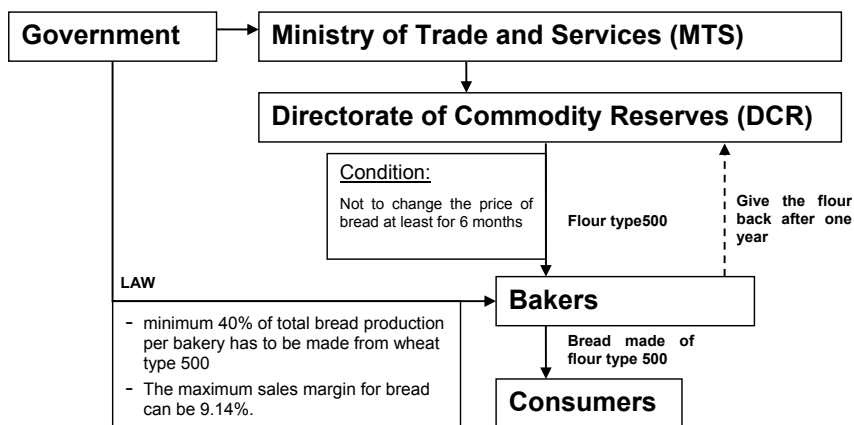 Government
Ministry of Trade and Services (MTS)
Directorate of Commodity Reserves (DCR)
Condition:
Not to change the price of
bread at least for 6 months
Flour type500
Give the flour
back after one
year
LAW
Bakers
- minimum 40% of total bread production
per bakery has to be made from wheat
type 500
- The maximum sales margin for bread
can be 9.14%.
Bread made of
flour type 500
Consumers